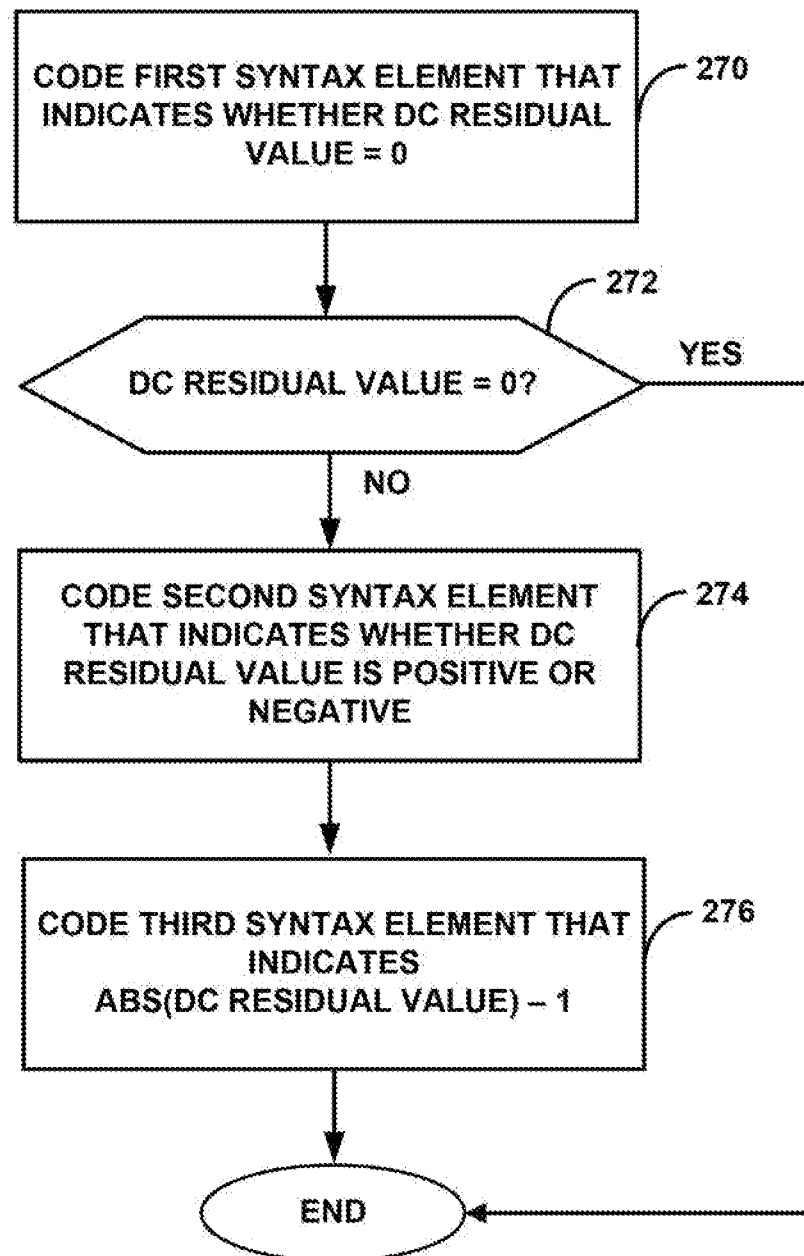 CODE FIRST SYNTAX ELEMENT THAT
INDICATES WHETHER DC RESIDUAL
VALUE = 0
270
272
DC RESIDUAL VALUE = 0?
YES
NO
CODE SECOND SYNTAX ELEMENT
THAT INDICATES WHETHER DC
RESIDUAL VALUE IS POSITIVE OR
NEGATIVE
274
CODE THIRD SYNTAX ELEMENT THAT
INDICATES
ABS(DC RESIDUAL VALUE) – 1
276
END